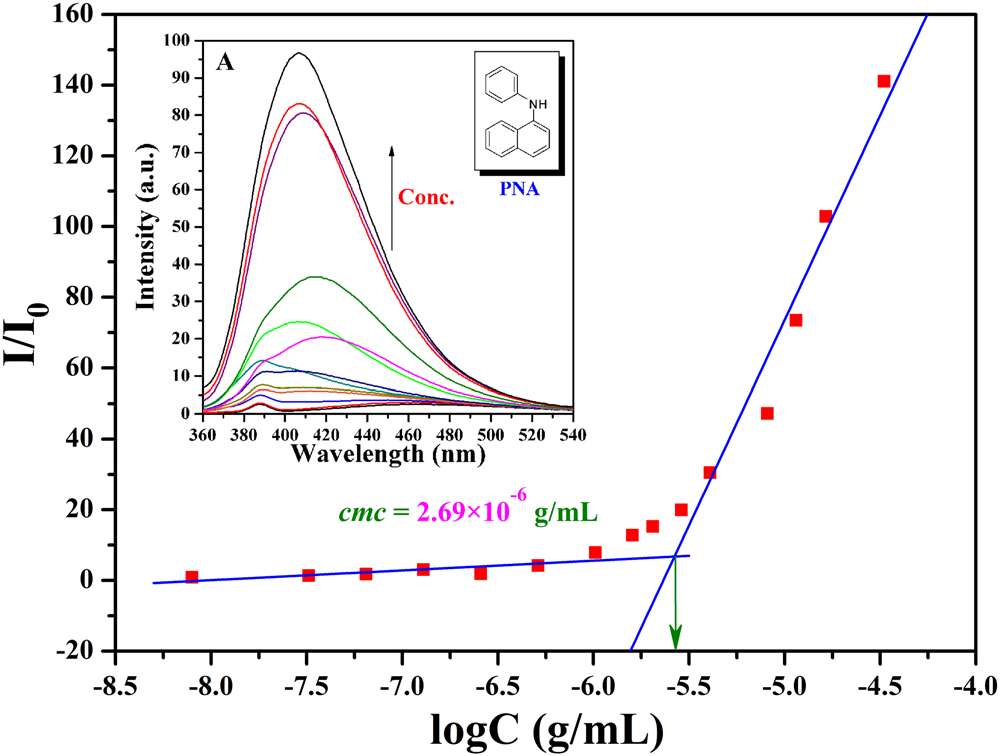 160
140
120
100
80
60
40
20
0
-20
I/I0
-8.5 -8.0 -7.5 -7.0 -6.5 -6.0 -5.5 -5.0 -4.5 -4.0
logC (g/mL)
A
100
90
80
70
60
50
40
30
20
10
0
Intensity (a.u.)
360 380 400 420 440 460 480 500 520 540
Wavelength (nm)
Conc.
NH
PNA
cmc = 2.69×10-6 g/mL